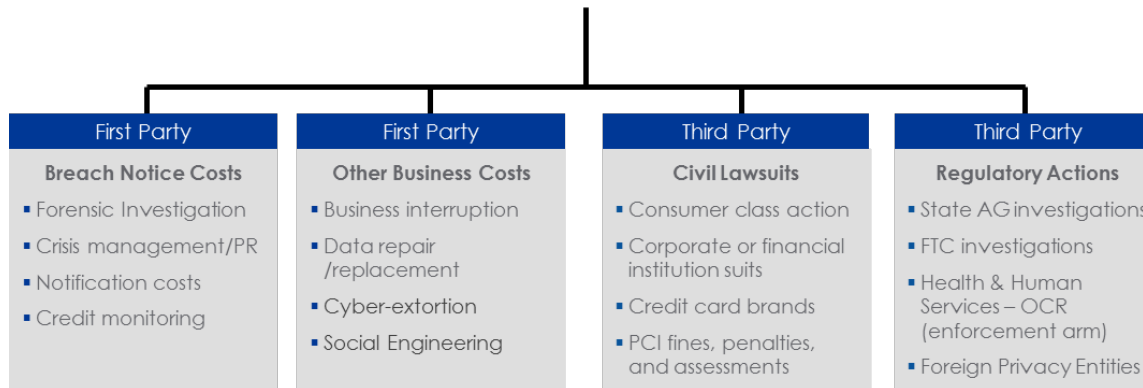 First Party
Breach Notice Costs
Forensic Investigation
Crisis management/PR
Notification costs
Credit monitoring
First Party
Other Business Costs
Business interruption
Data repair
/replacement
Cyber-extortion
Social Engineering
Third Party
Civil Lawsuits
Consumer class action
Corporate or financial
institution suits
Credit card brands
PCI fines, penalties,
and assessments
Third Party
Regulatory Actions
State AG investigations
FTC investigations
Health & Human
Services – OCR
(enforcement arm)
Foreign Privacy Entities